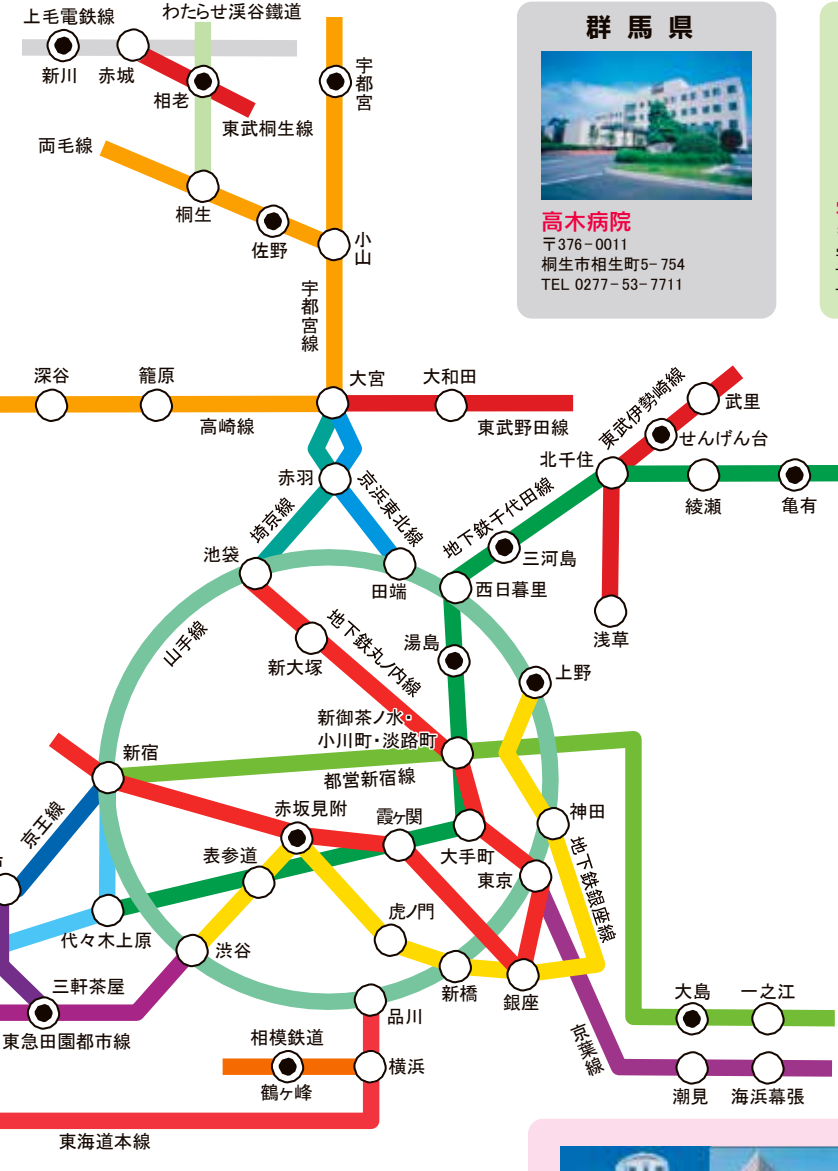 上毛電鉄線
わたらせ渓谷鐵道
新川
赤城
相老
東武桐生線
宇都宮
両毛線
桐生
佐野
小山
宇都宮線
群馬県
高木病院
〒376-0011
桐生市相生町5-754
TEL 0277-53-7711
深谷
籠原
大宮
大和田
高崎線
東武野田線
東武伊勢崎線
武里
せんげん台
北千住
綾瀬
亀有
赤羽
京浜東北線
埼京線
地下鉄千代田線
三河島
池袋
田端
西日暮里
浅草
山手線
新大塚
地下鉄丸ノ内線
湯島
上野
新御茶ノ水・
小川町・淡路町
新宿
都営新宿線
京王線
赤坂見附
霞ヶ関
神田
表参道
大手町
東京
地下鉄銀座線
代々木上原
渋谷
虎ノ門
新橋
銀座
三軒茶屋
東急田園都市線
品川
大島
一之江
京葉線
相模鉄道
鶴ヶ峰
横浜
潮見
海浜幕張
東海道本線